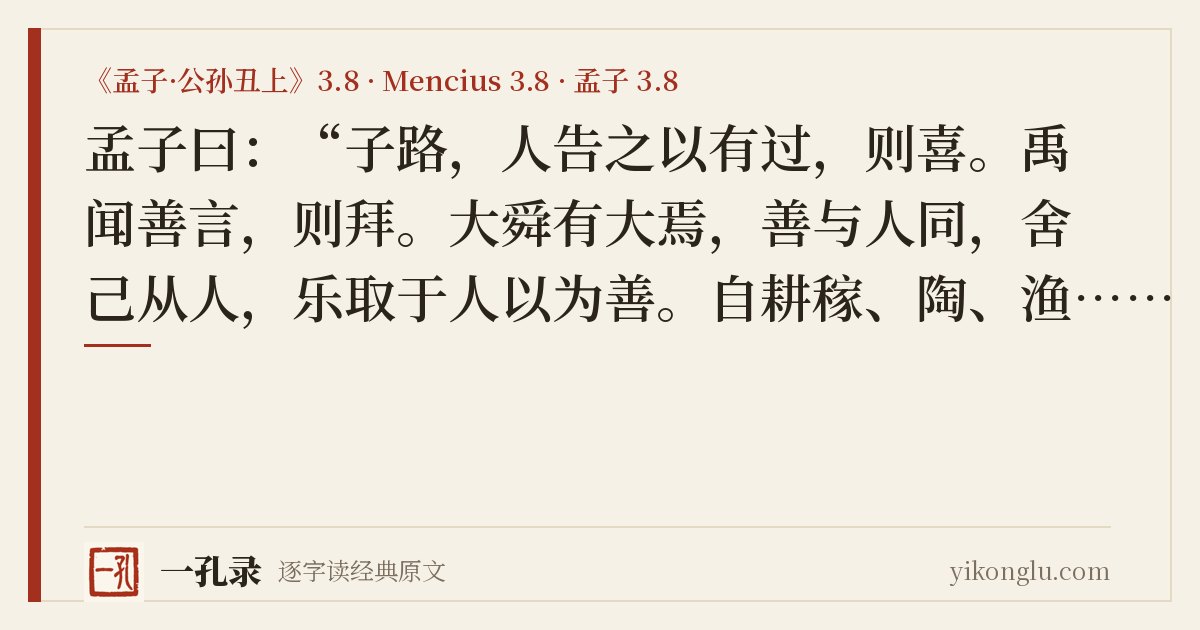 《孟子·公孙丑上》3.8 · Mencius 3.8 · 孟子 3.8
孟子曰：“子路，人告之以有过，则喜。禹
闻善言，则拜。大舜有大焉，善与人同，舍
己从人，乐取于人以为善。自耕稼、陶、渔……
一孔
一孔录 逐字读经典原文
yikonglu.com